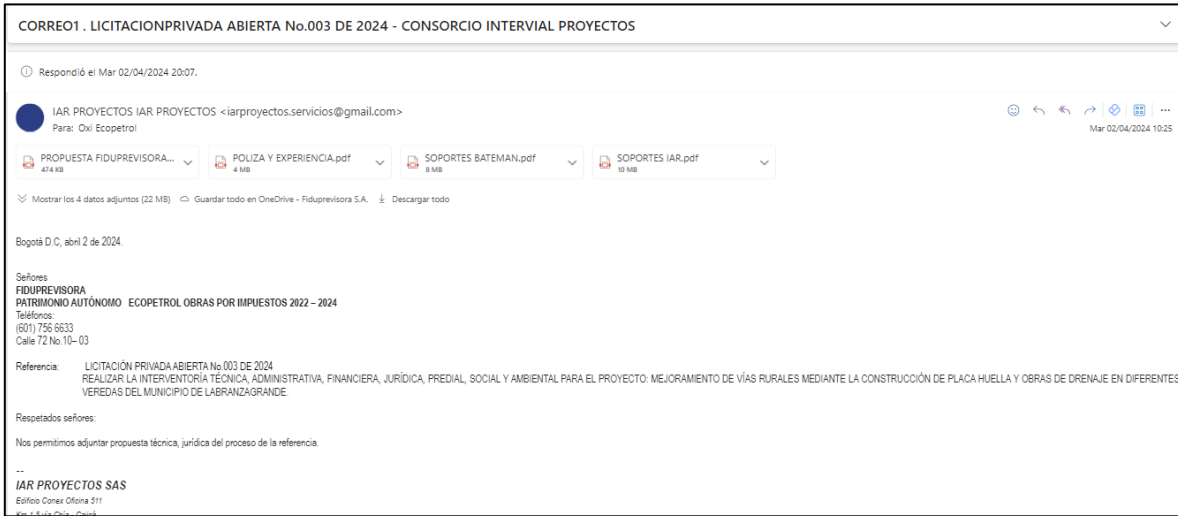 CORREO1 . LICITACIONPRIVADA ABIERTA No.003 DE 2024 - CONSORCIO INTERVIAL PROYECTOS
Respondió el Mar 02/04/2024 20:07.
IAR PROYECTOS IAR PROYECTOS <iarproyectos.servicios@gmail.com>
Para: Oxi Ecopetrol
Mar 02/04/2024 10:25
PROPUESTA FIDUPREVISORA...
474 KB
POLIZA Y EXPERIENCIA.pdf
4 MB
SOPORTES BATEMAN.pdf
8 MB
SOPORTES IAR.pdf
10 MB
Mostrar los 4 datos adjuntos (22 MB) Guardar todo en OneDrive - Fiduprevisora S.A. Descargar todo
Bogotá D.C, abril 2 de 2024.
Señores
FIDUPREVISORA
PATRIMONIO AUTÓNOMO ECOPETROL OBRAS POR IMPUESTOS 2022 – 2024
Teléfonos:
(601) 756 6633
Calle 72 No.10– 03
Referencia: LICITACIÓN PRIVADA ABIERTA No.003 DE 2024
REALIZAR LA INTERVENTORÍA TÉCNICA, ADMINISTRATIVA, FINANCIERA, JURÍDICA, PREDIAL, SOCIAL Y AMBIENTAL PARA EL PROYECTO: MEJORAMIENTO DE VÍAS RURALES MEDIANTE LA CONSTRUCCIÓN DE PLACA HUELLA Y OBRAS DE DRENAJE EN DIFERENTES
VEREDAS DEL MUNICIPIO DE LABRANZAGRANDE.
Respetados señores:
Nos permitimos adjuntar propuesta técnica, jurídica del proceso de la referencia.
--
IAR PROYECTOS SAS
Edificio Conex Oficina 511
Km 1.5 vía Chía - Cajicá